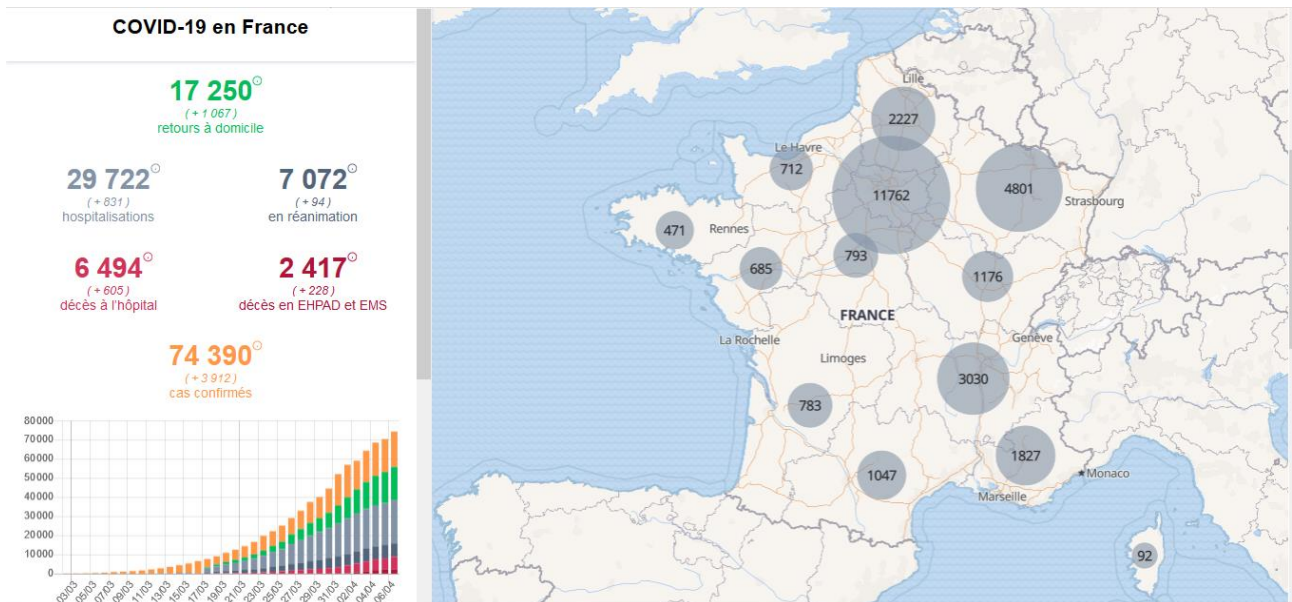 COVID-19 en France
17 250
( + 1 067 )
retours à domicile
29 722
( + 831 )
hospitalisations
7 072
( + 94 )
en réanimation
6 494
( + 605 )
décès à l'hôpital
2 417
( + 228 )
décès en EHPAD et EMS
74 390
( + 3 912 )
cas confirmés
80000
70000
60000
50000
40000
30000
20000
10000
0
03/03
05/03
07/03
09/03
11/03
13/03
15/03
17/03
19/03
21/03
23/03
25/03
27/03
29/03
31/03
02/04
04/04
06/04
Lille
2227
Le Havre
712
11762
4801
Strasbourg
471
Rennes
793
685
1176
FRANCE
La Rochelle
Genève
Limoges
3030
783
1827
1047
Monaco
Marseille
92